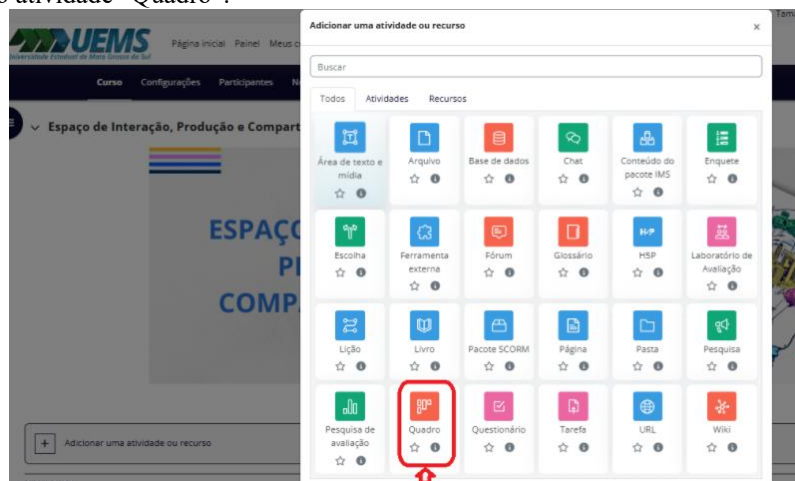 atividade "Quadro".
UEMS
Universidade Estadual de Mato Grosso do Sul
Página inicial Painel Meus c
Curso Configurações Participantes N
Espaço de Interação, Produção e Compart
ESPAÇO
P
COMP
Adicionar uma atividade ou recurso
Adicionar uma atividade ou recurso
Buscar
Todos Atividades Recursos
Área de texto e mídia
Arquivo
Base de dados
Chat
Conteúdo do pacote IMS
Enquete
Escolha
Ferramenta externa
Fórum
Glossário
H5P
Laboratório de Avaliação
Lição
Livro
Pacote SCORM
Página
Pasta
Pesquisa
Pesquisa de avaliação
Quadro
Questionário
Tarefa
URL
Wiki